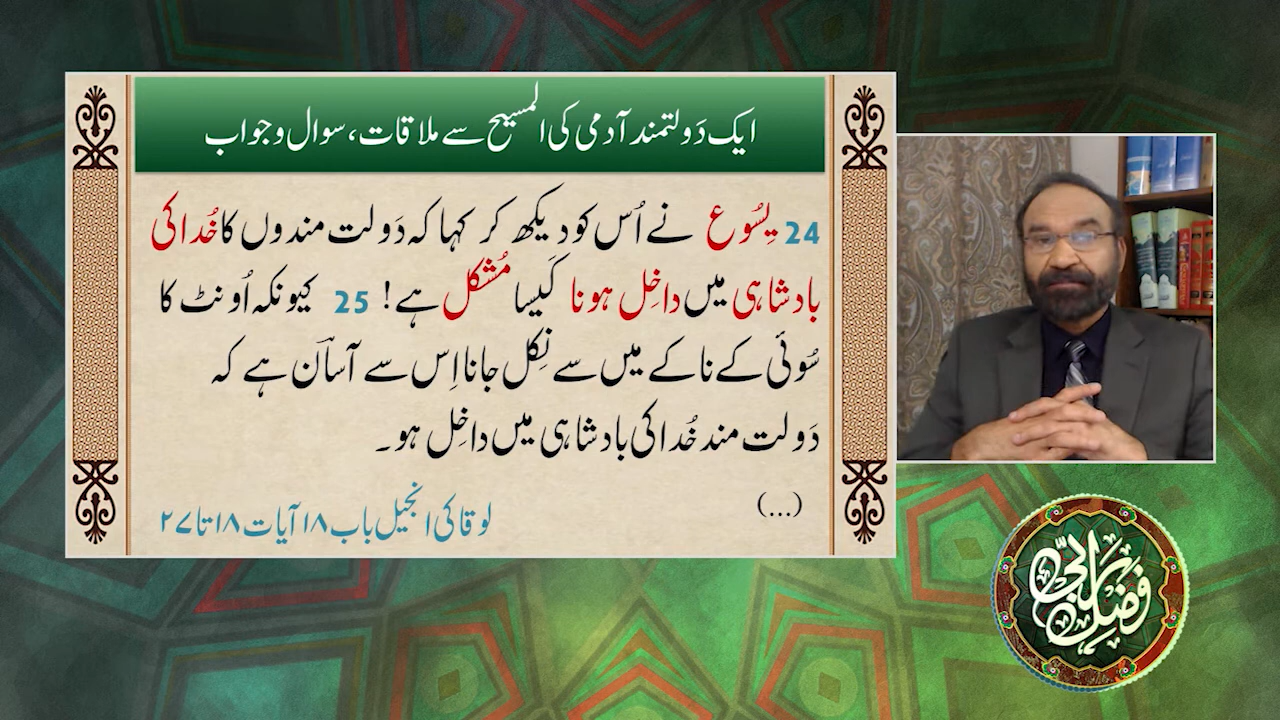 ایک دَولتمند آدمی کی المسیح سے ملاقات، سوال و جواب
24 یِسُوع نے اُس کو دیکھ کر کہا کہ دَولت مندوں کا خُدا کی
بادشاہی میں داخِل ہونا کَیسا مُشکل ہے! 25 کیونکہ اُونٹ کا
سُوئی کے ناکے میں سے نِکل جانا اِس سے آسان ہے کہ
دَولت مند خُدا کی بادشاہی میں داخِل ہو۔
(...)
لوقا کی انجیل باب ۱۸ آیات ۱۸ تا ۲۷
فضلِ ربّی